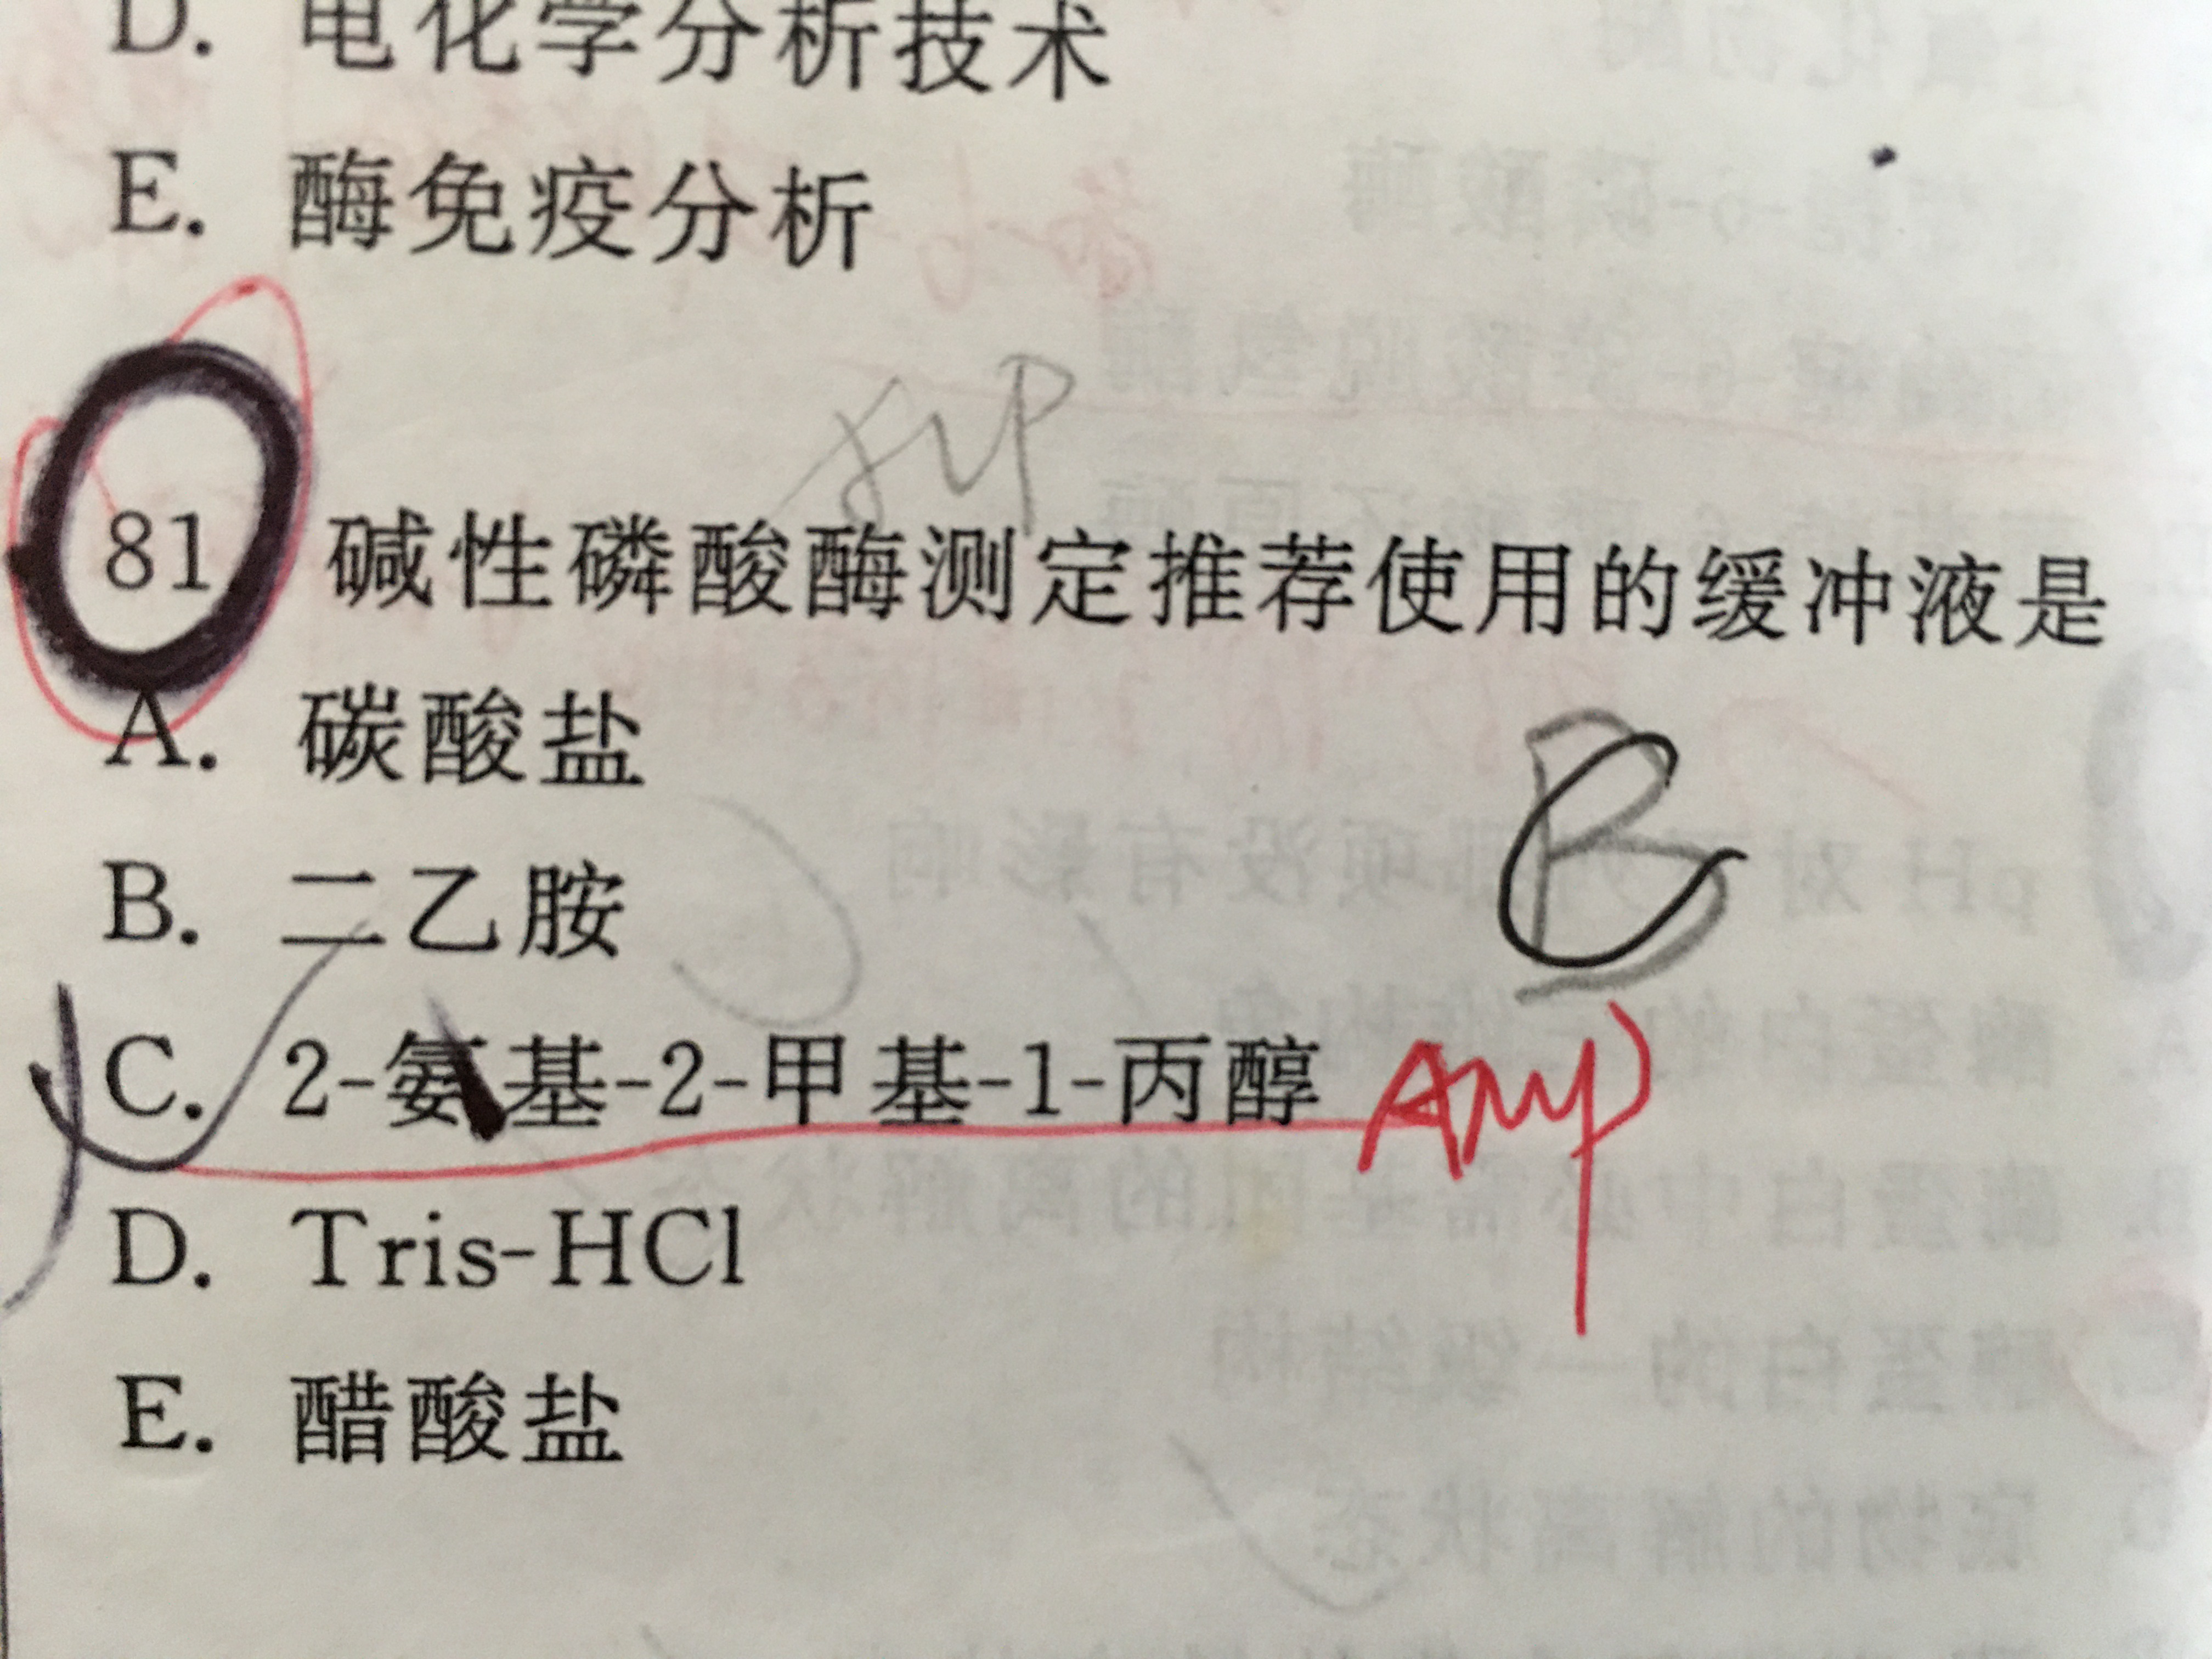 D. 电化学分析技术
E. 酶免疫分析
81 碱性磷酸酶测定推荐使用的缓冲液是
A. 碳酸盐
B. 二乙胺
C. 2-氨基-2-甲基-1-丙醇 Amp
D. Tris-HCl
E. 醋酸盐